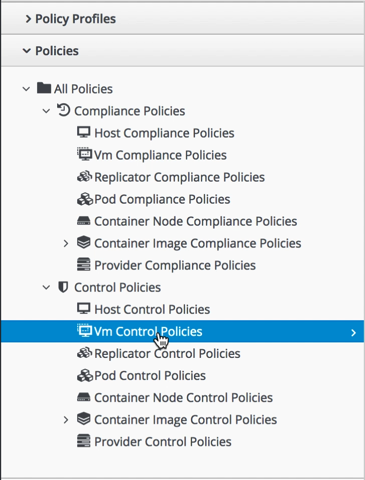 Policy Profiles
Policies
All Policies
Compliance Policies
Host Compliance Policies
Vm Compliance Policies
Replicator Compliance Policies
Pod Compliance Policies
Container Node Compliance Policies
Container Image Compliance Policies
Provider Compliance Policies
Control Policies
Host Control Policies
Vm Control Policies
Replicator Control Policies
Pod Control Policies
Container Node Control Policies
Container Image Control Policies
Provider Control Policies